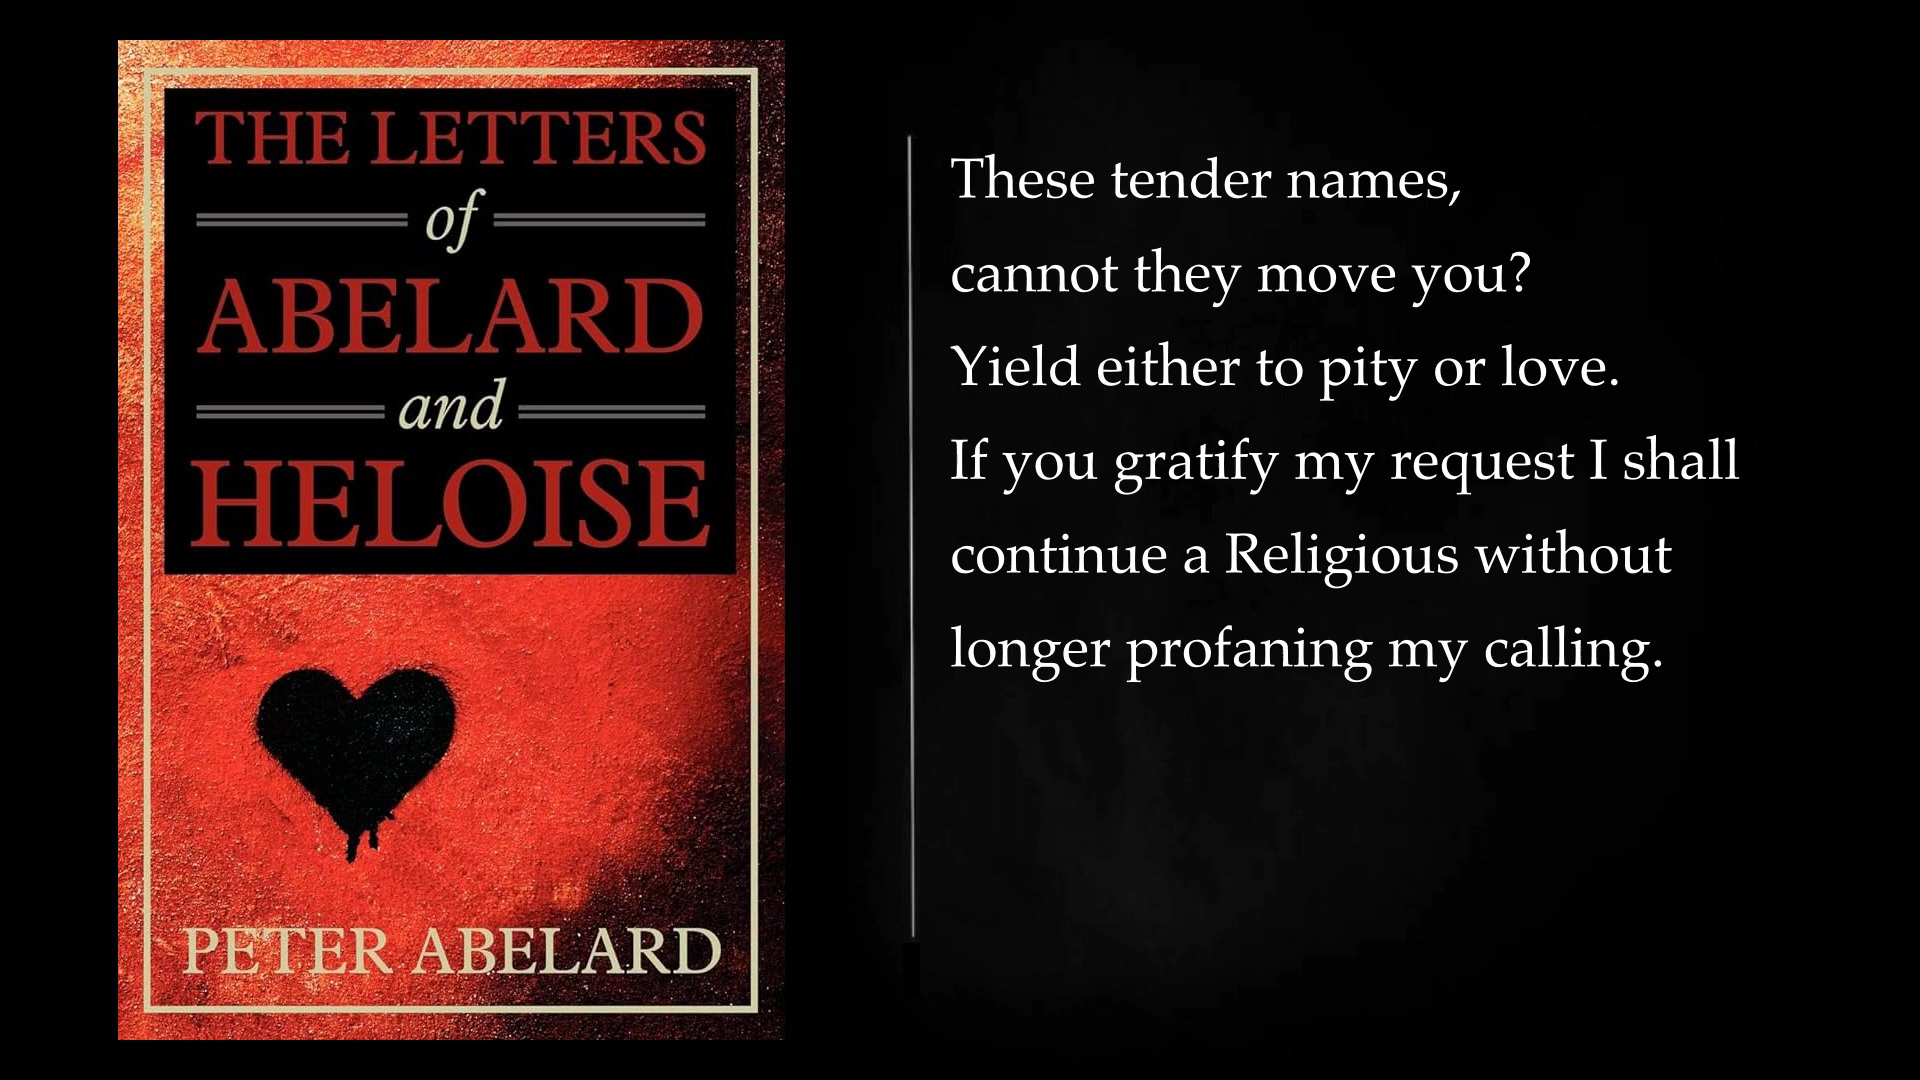 THE LETTERS
of
ABELARD
and
HELOISE
PETER ABELARD
These tender names,
cannot they move you?
Yield either to pity or love.
If you gratify my request I shall
continue a Religious without
longer profaning my calling.